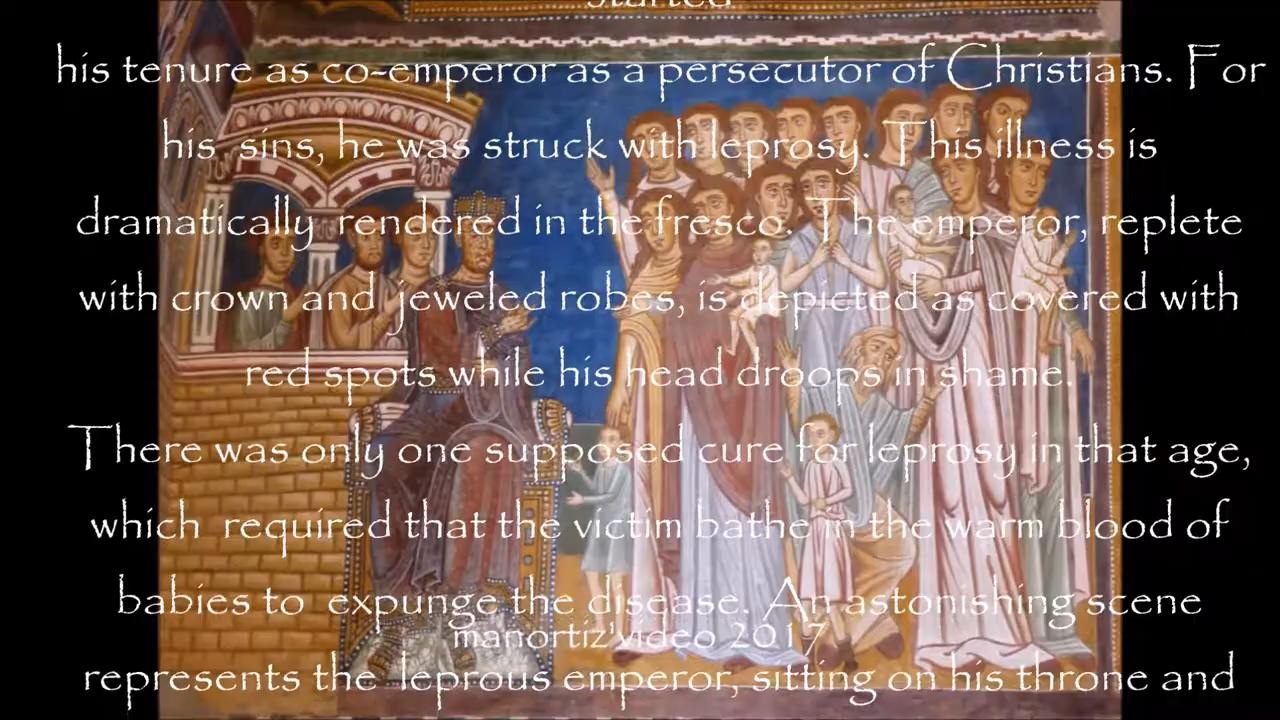 started
his tenure as co-emperor as a persecutor of Christians. For
his sins, he was struck with leprosy. This illness is
dramatically rendered in the fresco. The emperor, replete
with crown and jeweled robes, is depicted as covered with
red spots while his head droops in shame.
There was only one supposed cure for leprosy in that age,
which required that the victim bathe in the warm blood of
babies to expunge the disease. An astonishing scene
manortiz'video 2017
represents the leprous emperor, sitting on his throne and